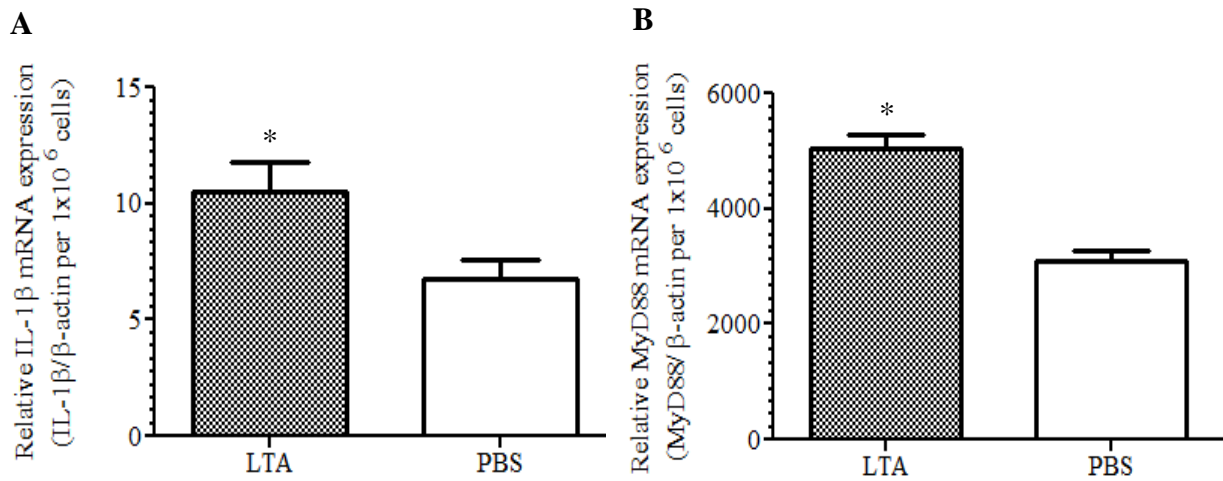 A
Relative IL-1β mRNA expression
(IL-1β/β-actin per 1x10 6 cells)
15
10
5
0
*
LTA
PBS
B
Relative MyD88 mRNA expression
(MyD88/ β-actin per 1x10 6 cells)
6000
4000
2000
0
*
LTA
PBS